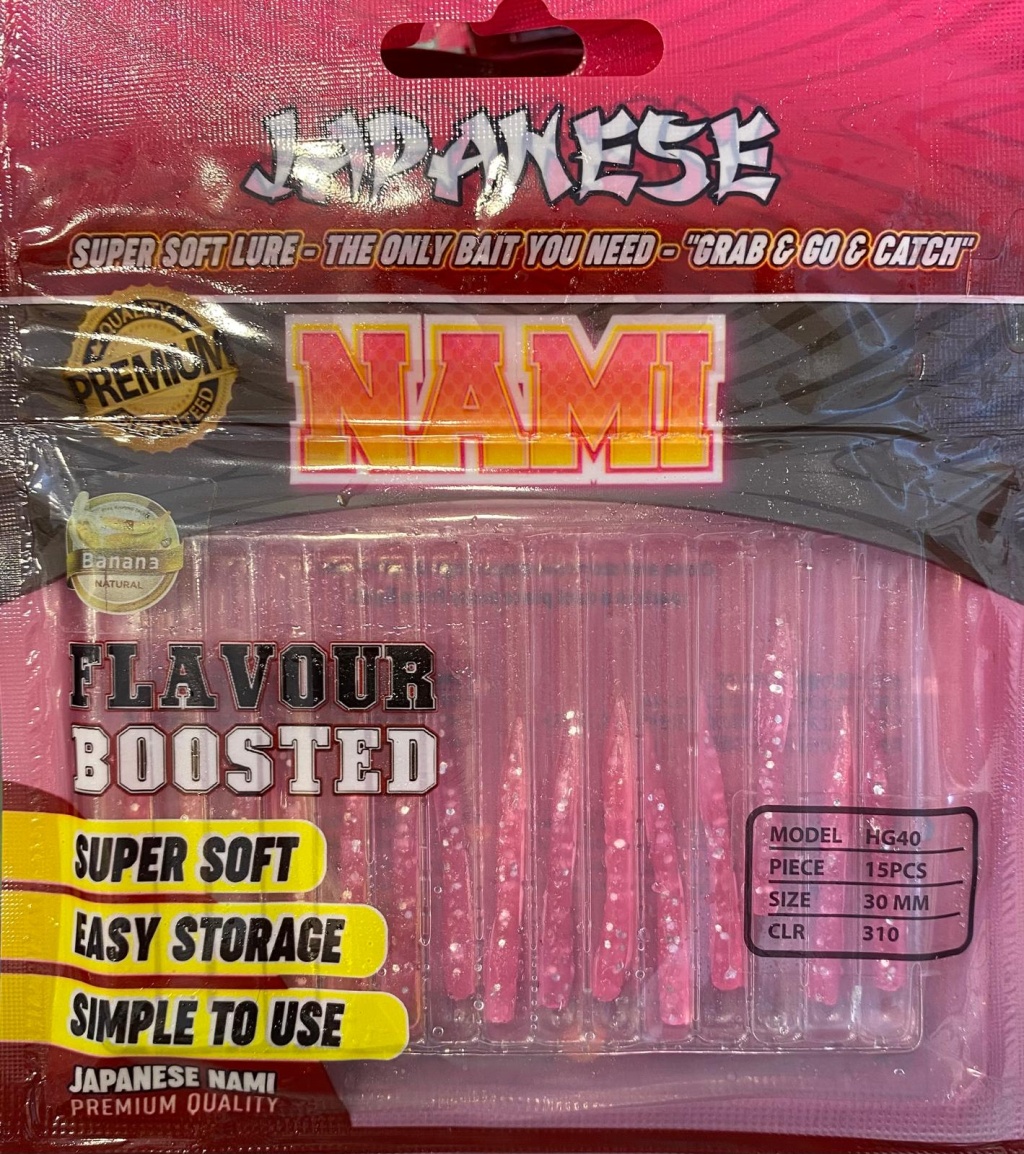 JAPANESE
SUPER SOFT LURE - THE ONLY BAIT YOU NEED - "GRAB & GO & CATCH"
QUALITY
PREMIUM
NAMI
Banana
NATURAL
FLAVOUR
BOOSTED
SUPER SOFT
EASY STORAGE
SIMPLE TO USE
JAPANESE NAMI
PREMIUM QUALITY
MODEL HG40
PIECE 15PCS
SIZE 30 MM
CLR 310